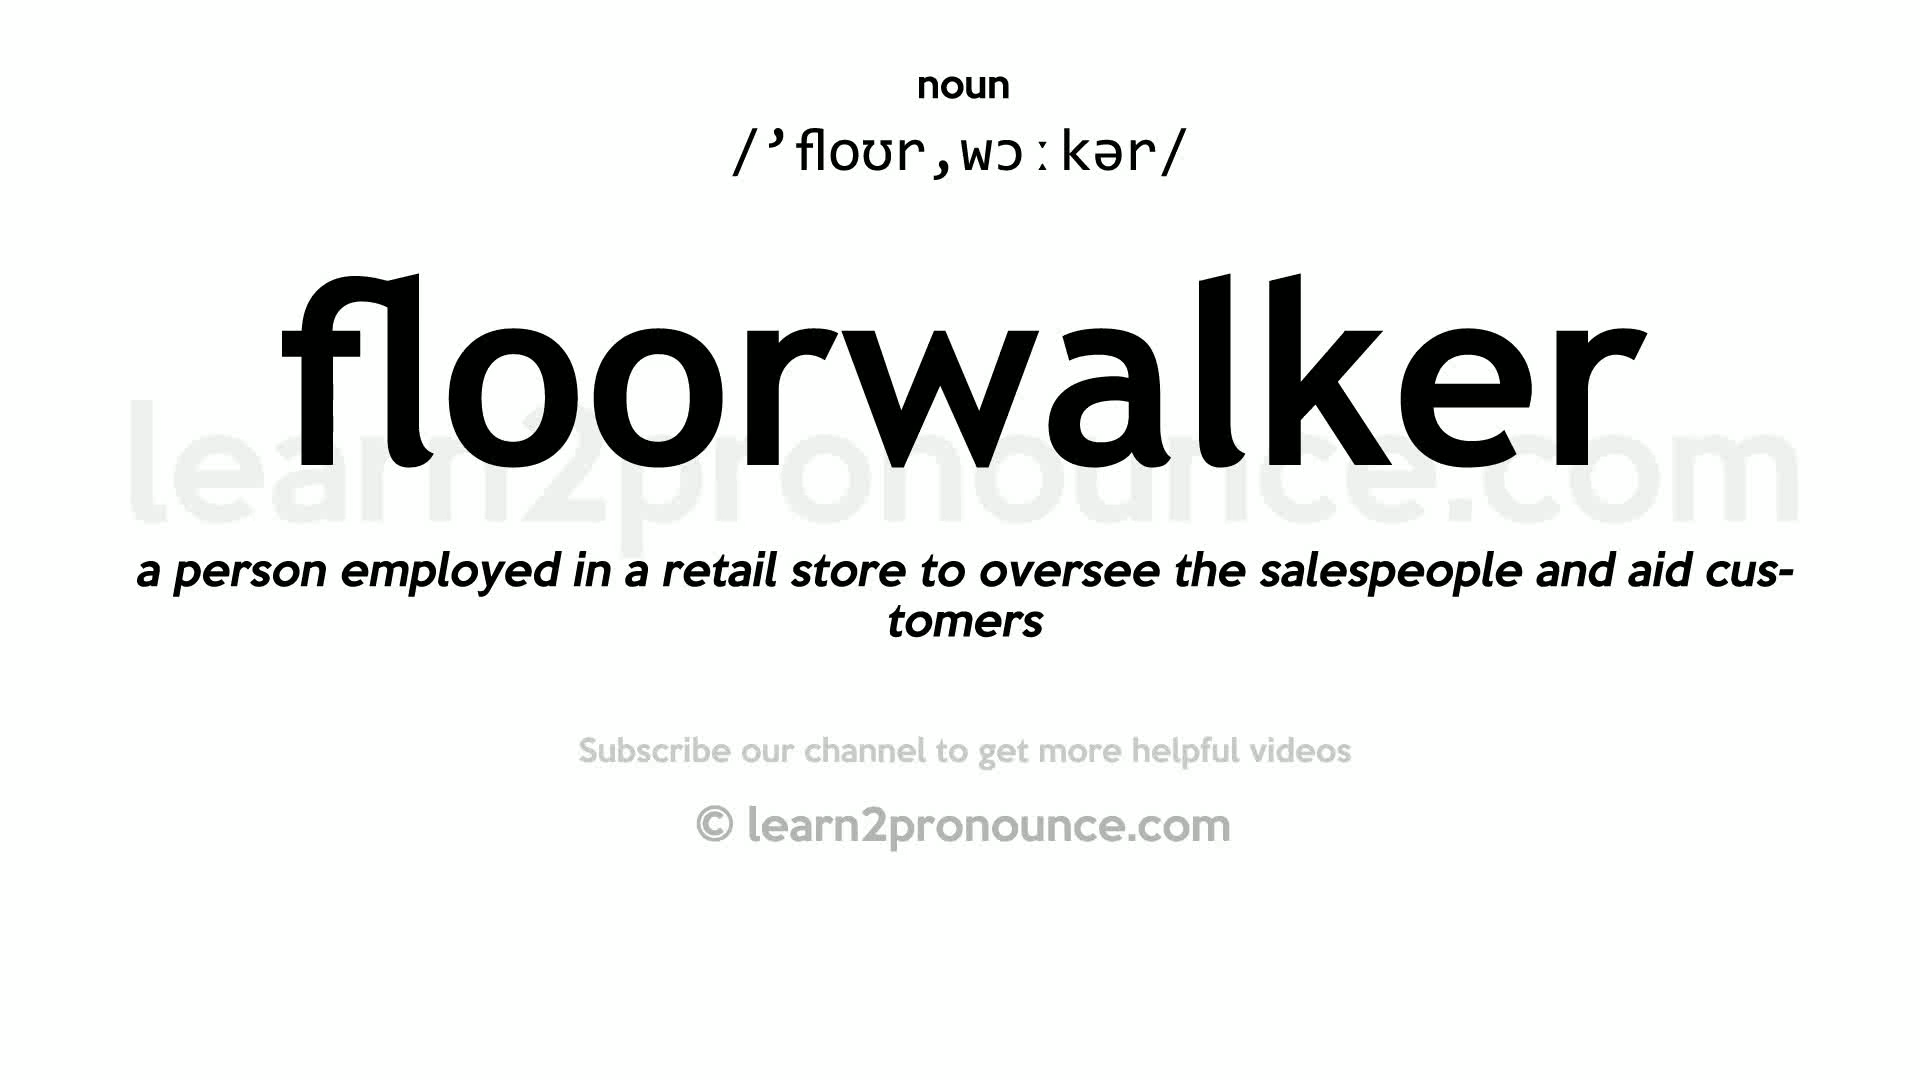 noun
/’floʊr,wɔːkər/
floorwalker
learn2pronounce.com
a person employed in a retail store to oversee the salespeople and aid cus-
tomers
Subscribe our channel to get more helpful videos
© learn2pronounce.com